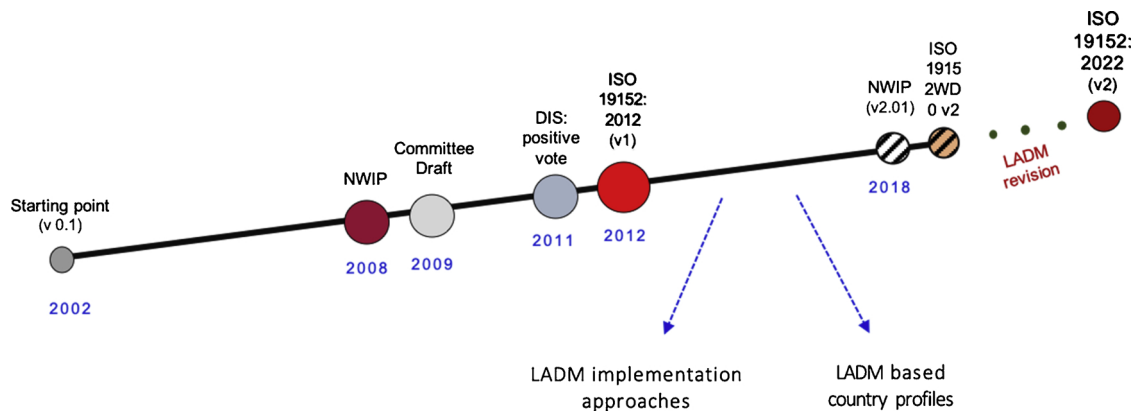 Starting point
(v 0.1)
2002
NWIP
2008
Committee
Draft
2009
DIS:
positive
vote
2011
ISO
19152:
2012
(v1)
2012
LADM implementation
approaches
LADM based
country profiles
NWIP
(v2.01)
2018
ISO
1915
2WD
0 v2
LADM
revision
ISO
19152:
2022
(v2)